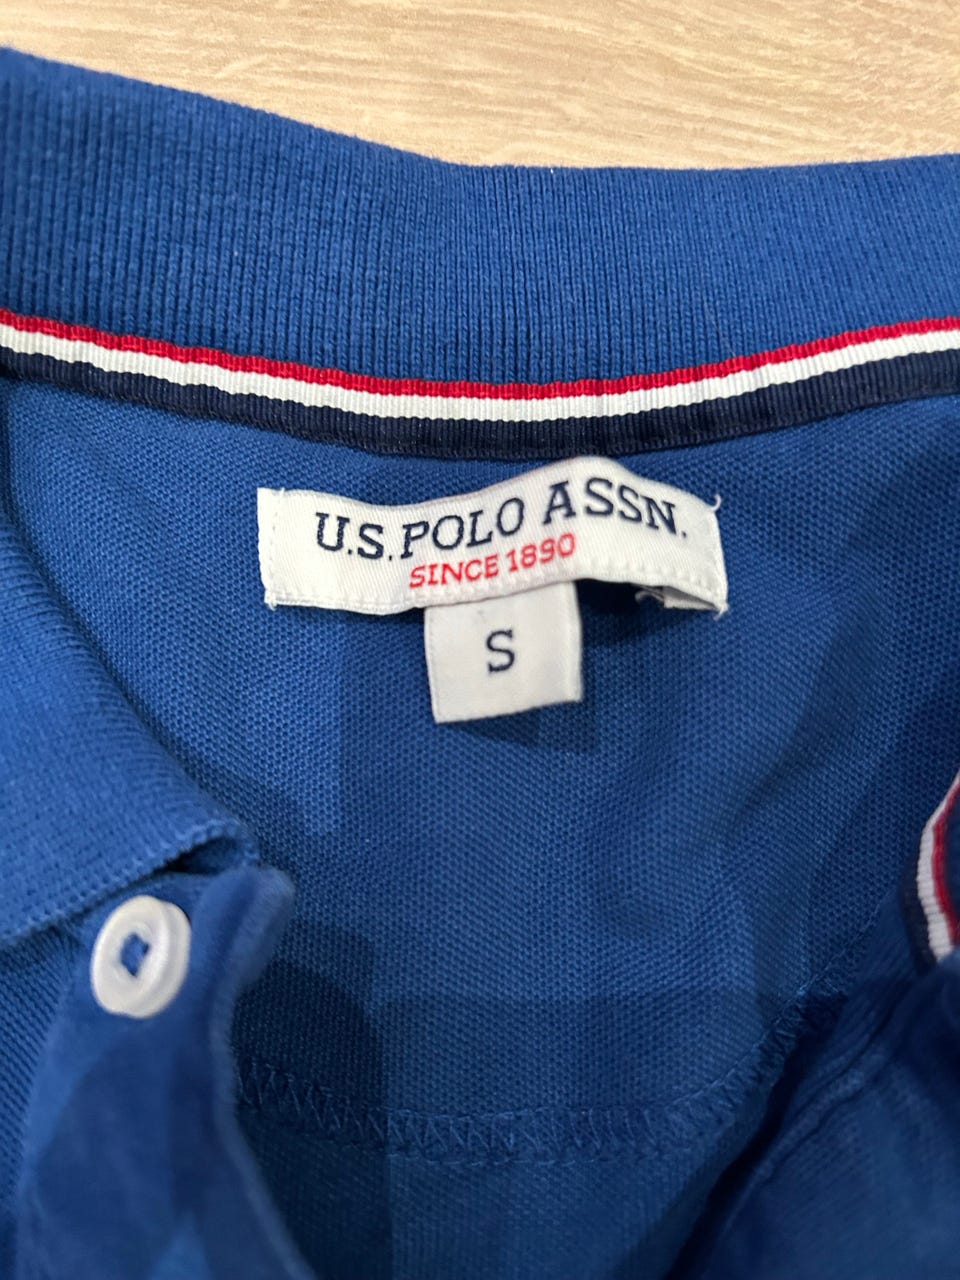 U.S. POLO ASSN.
SINCE 1890
S